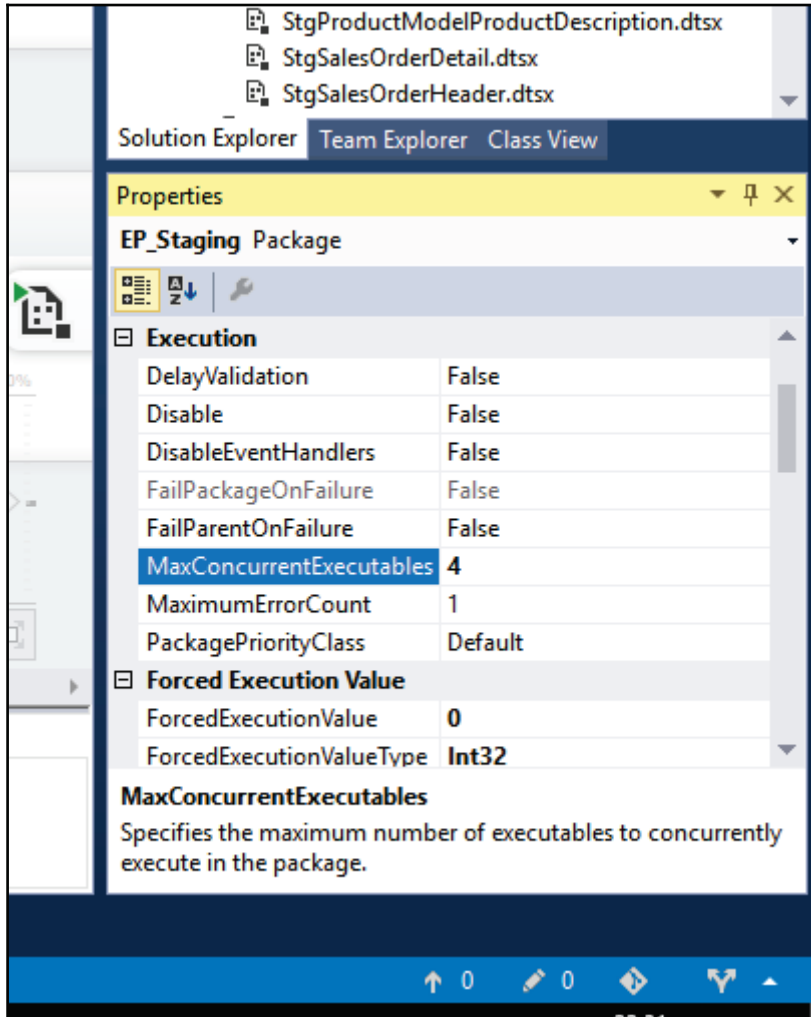 StgProductModelProductDescription.dtsx
StgSalesOrderDetail.dtsx
StgSalesOrderHeader.dtsx
Solution Explorer Team Explorer Class View
Properties
EP_Staging Package
Execution
DelayValidation False
Disable False
DisableEventHandlers False
FailPackageOnFailure False
FailParentOnFailure False
MaxConcurrentExecutables 4
MaximumErrorCount 1
PackagePriorityClass Default
Forced Execution Value
ForcedExecutionValue 0
ForcedExecutionValueType Int32
MaxConcurrentExecutables
Specifies the maximum number of executables to concurrently
execute in the package.
0 0